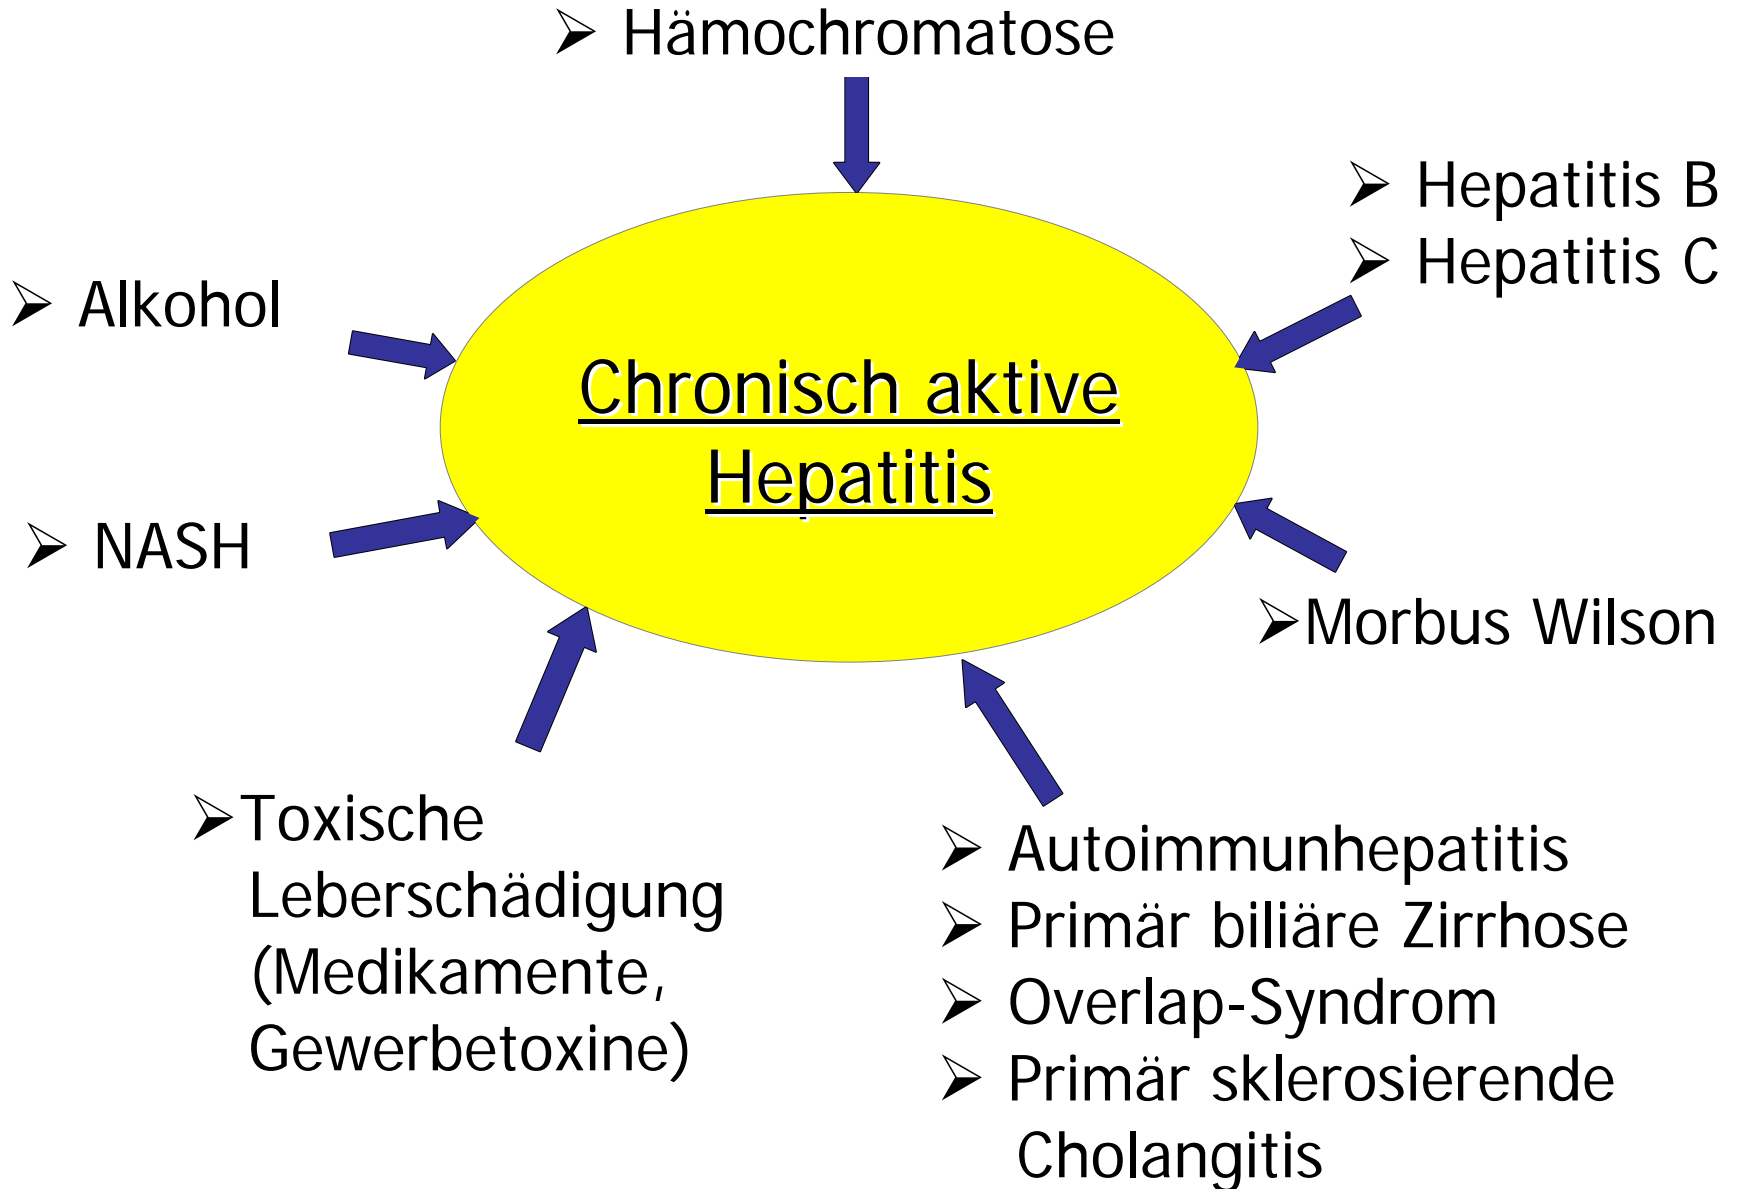 ➢ Hämochromatose
➢ Hepatitis B
➢ Hepatitis C
➢ Alkohol
Chronisch aktive
Hepatitis
➢ NASH
➢Morbus Wilson
➢Toxische
Leberschädigung
(Medikamente,
Gewerbetoxine)
➢ Autoimmunhepatitis
➢ Primär biliäre Zirrhose
➢ Overlap-Syndrom
➢ Primär sklerosierende
Cholangitis